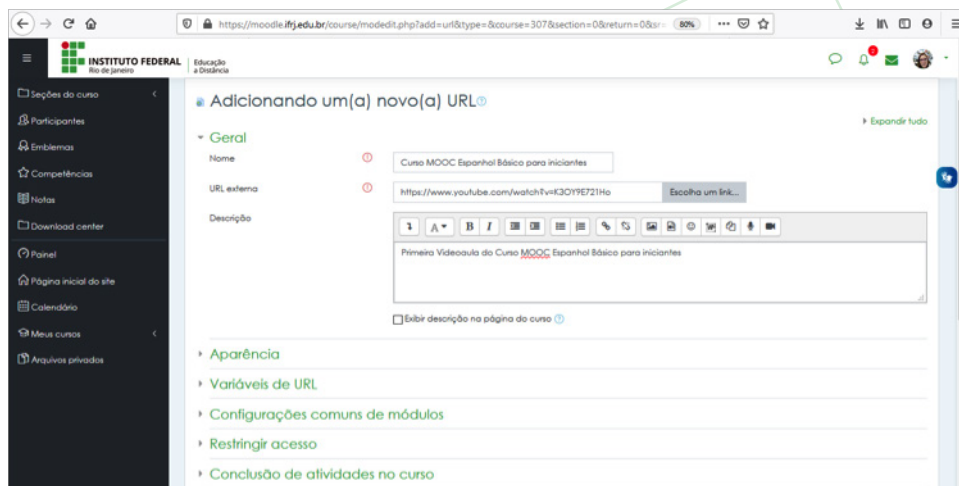 https://moodle.ifrj.edu.br/course/modedit.php?add=url&type=&course=307&section=0&return=0&sr= 80%
INSTITUTO FEDERAL
Rio de Janeiro
Educação
a Distância
2
Seções do curso
Participantes
Emblemas
Competências
Notas
Download center
Painel
Página inicial do site
Calendário
Meus cursos
Arquivos privados
Adicionando um(a) novo(a) URL
Expandir tudo
Geral
Nome Curso MOOC Espanhol Básico para iniciantes
URL externa https://www.youtube.com/watch?v=K3OY9E721Ho Escolha um link...
Descrição
A B I
Primeira Videoaula do Curso MOOC Espanhol Básico para iniciantes
Exibir descrição na página do curso
Aparência
Variáveis de URL
Configurações comuns de módulos
Restringir acesso
Conclusão de atividades no curso